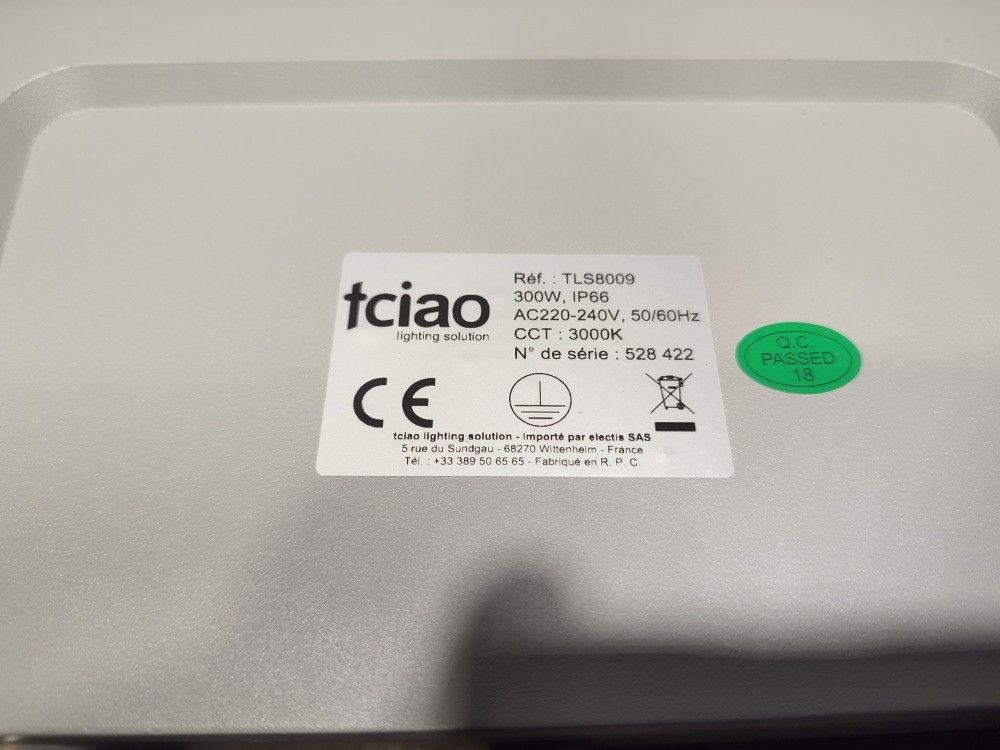 tciao
lighting solution
Réf. : TLS8009
300W, IP66
AC220-240V, 50/60Hz
CCT : 3000K
N° de série : 528 422
CE
tciao lighting solution - Importé par electis SAS
5 rue du Sundgau - 68270 Wittenheim - France
Tél. : +33 389 50 65 65 - Fabriqué en R. P. C.
Q.C.
PASSED
18